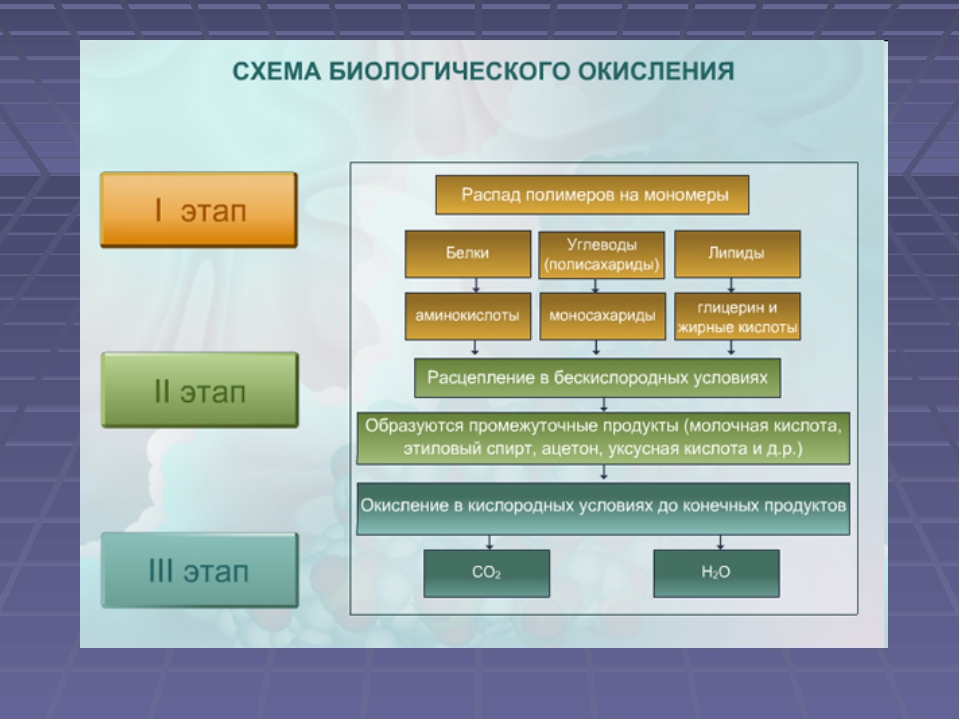 СХЕМА БИОЛОГИЧЕСКОГО ОКИСЛЕНИЯ
I этап
Распад полимеров на мономеры
Белки
Углеводы
(полисахариды)
Липиды
аминокислоты
моносахариды
глицерин и
жирные кислоты
II этап
Расцепление в бескислородных условиях
Образуются промежуточные продукты (молочная кислота,
этиловый спирт, ацетон, уксусная кислота и д.р.)
III этап
Окисление в кислородных условиях до конечных продуктов
CO₂
H₂O